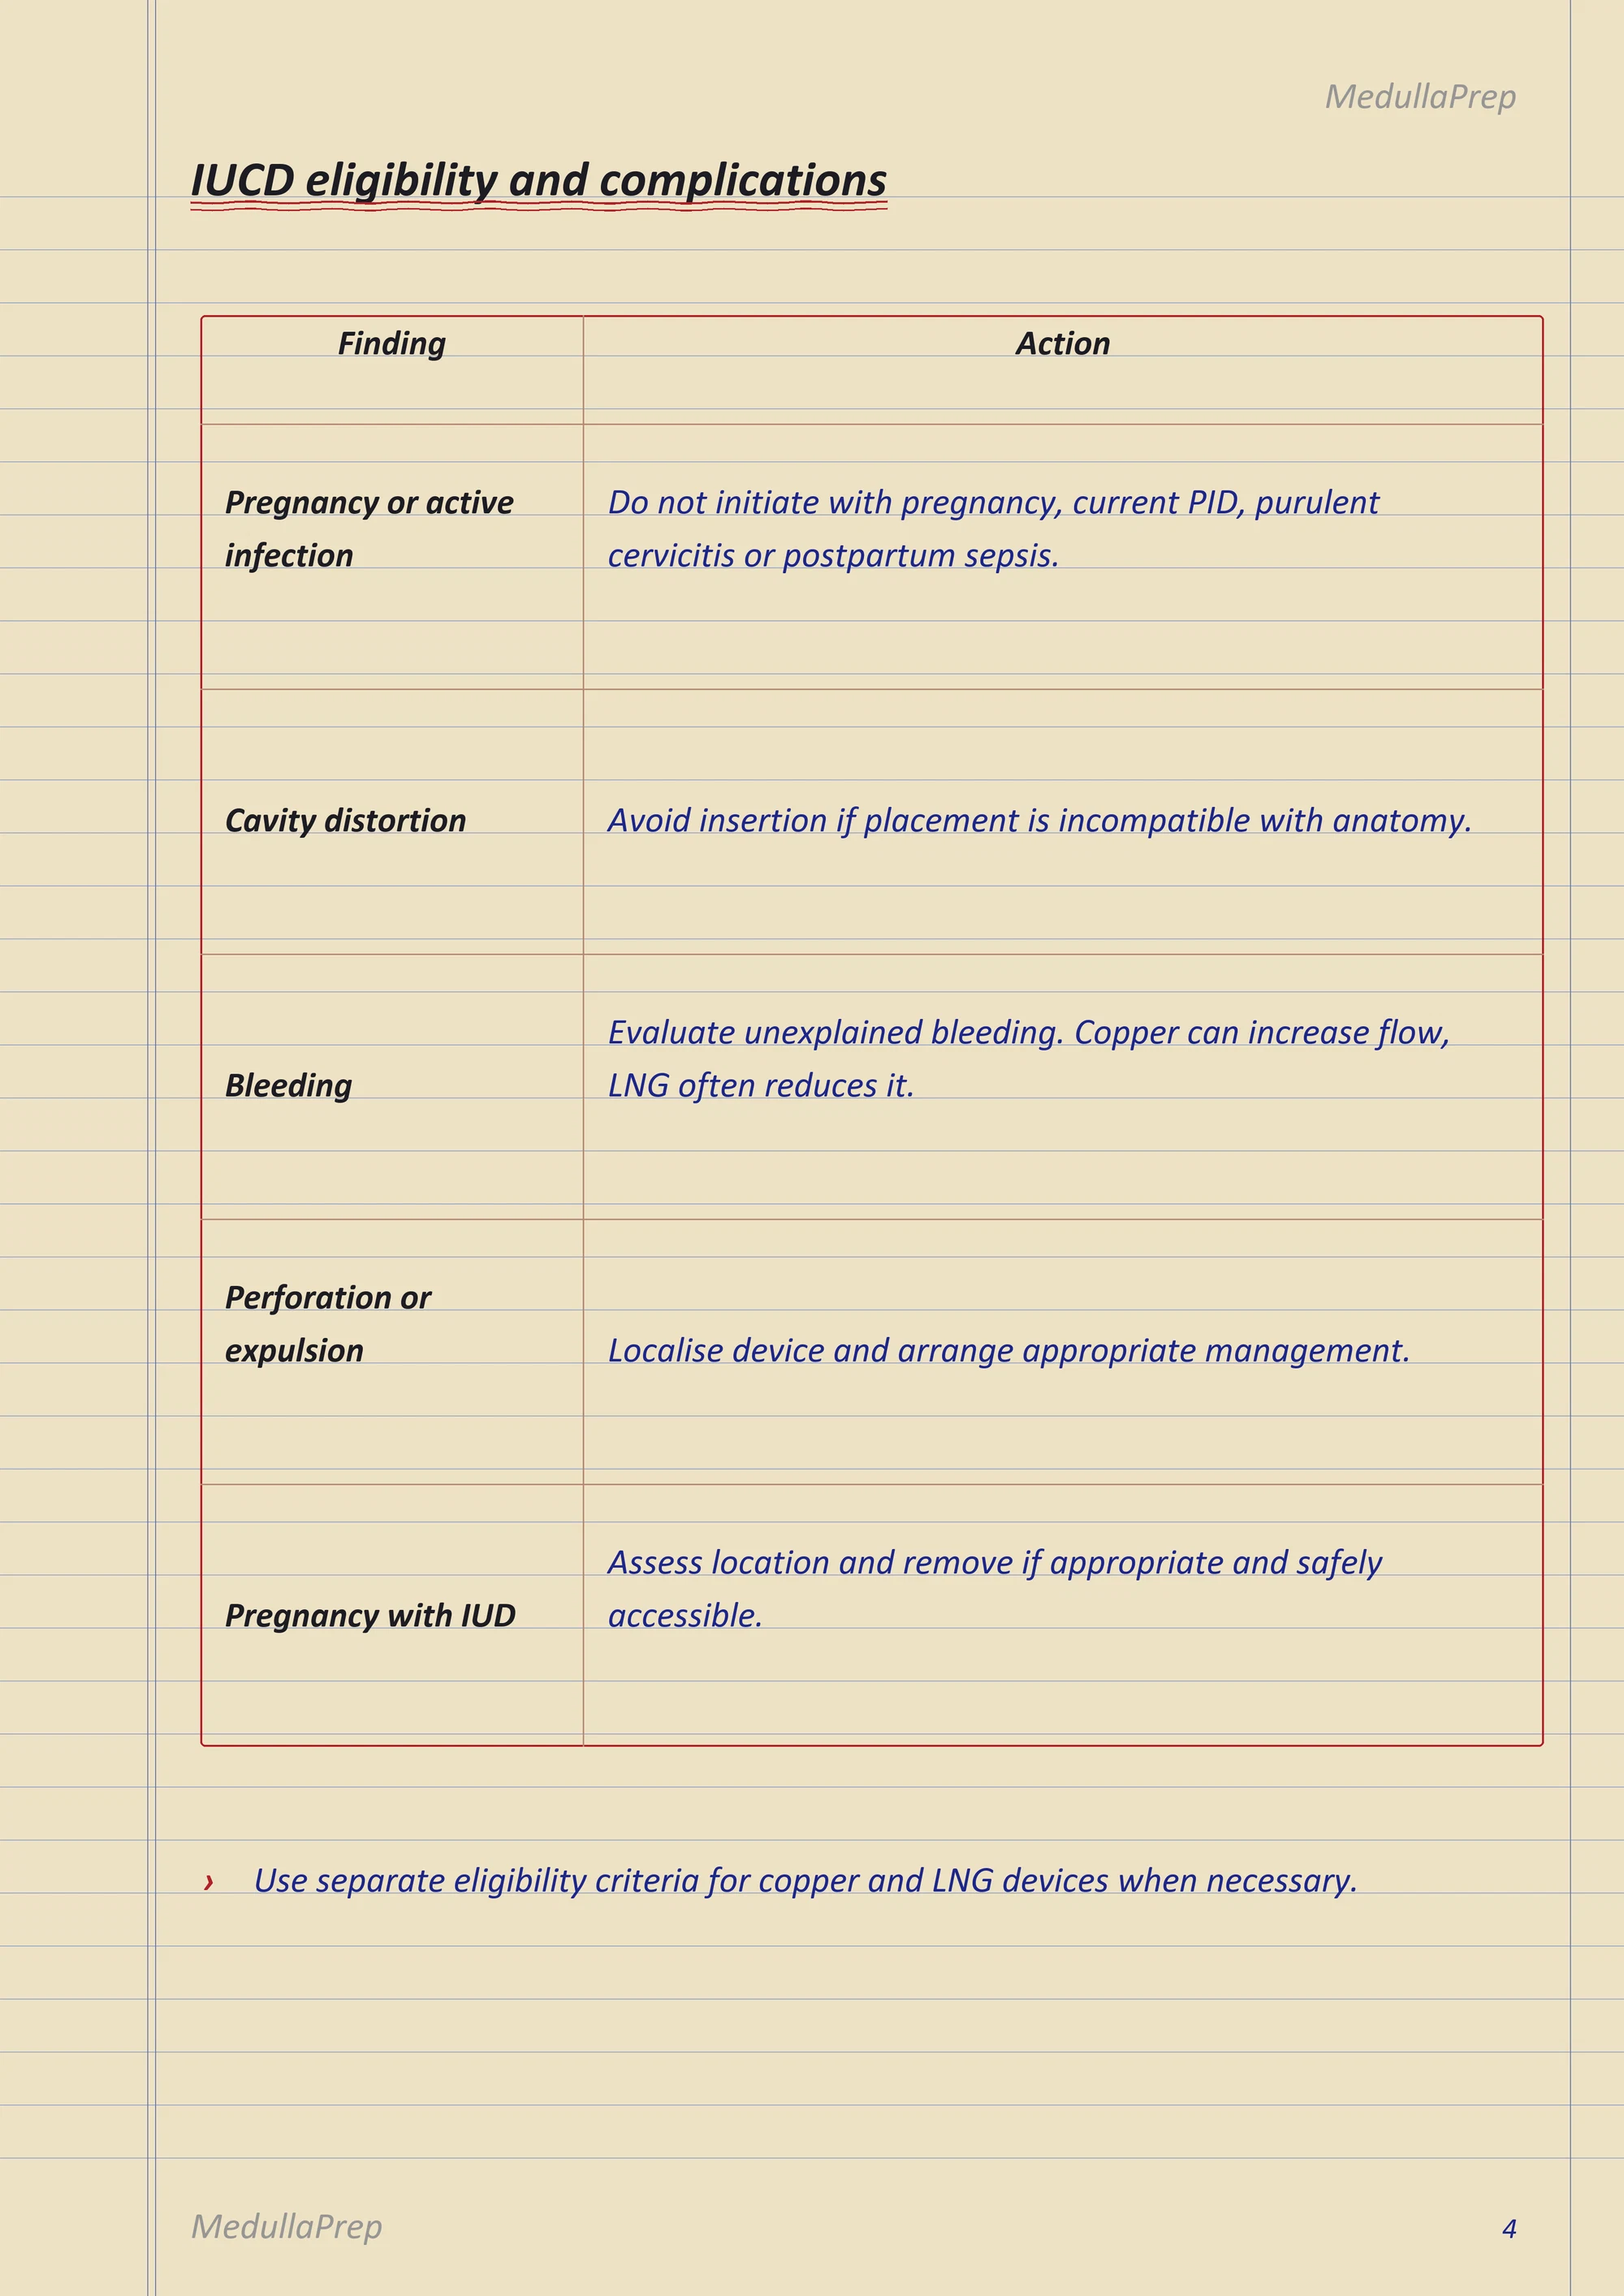 MedullaPrep
IUCD eligibility and complications
Finding
Action
Pregnancy or active
infection
Do not initiate with pregnancy, current PID, purulent
cervicitis or postpartum sepsis.
Cavity distortion
Avoid insertion if placement is incompatible with anatomy.
Bleeding
Evaluate unexplained bleeding. Copper can increase flow,
LNG often reduces it.
Perforation or
expulsion
Localise device and arrange appropriate management.
Pregnancy with IUD
Assess location and remove if appropriate and safely
accessible.
› Use separate eligibility criteria for copper and LNG devices when necessary.
MedullaPrep
4